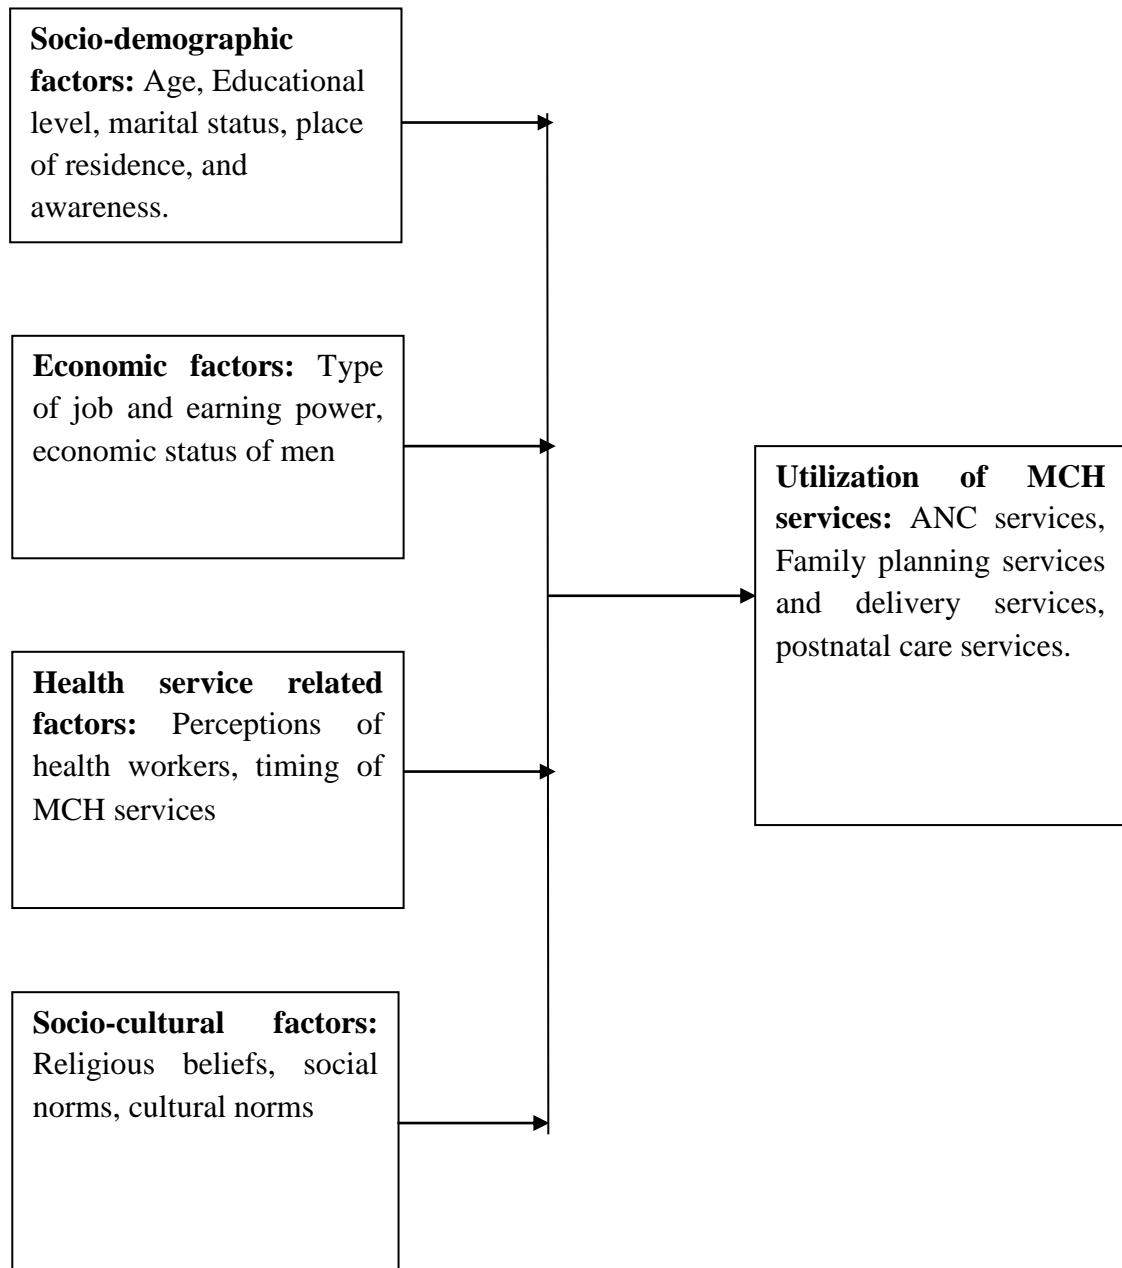 Socio-demographic
factors: Age, Educational
level, marital status, place
of residence, and
awareness.
Economic factors: Type
of job and earning power,
economic status of men
Health service related
factors: Perceptions of
health workers, timing of
MCH services
Socio-cultural factors:
Religious beliefs, social
norms, cultural norms
Utilization of MCH
services: ANC services,
Family planning services
and delivery services,
postnatal care services.